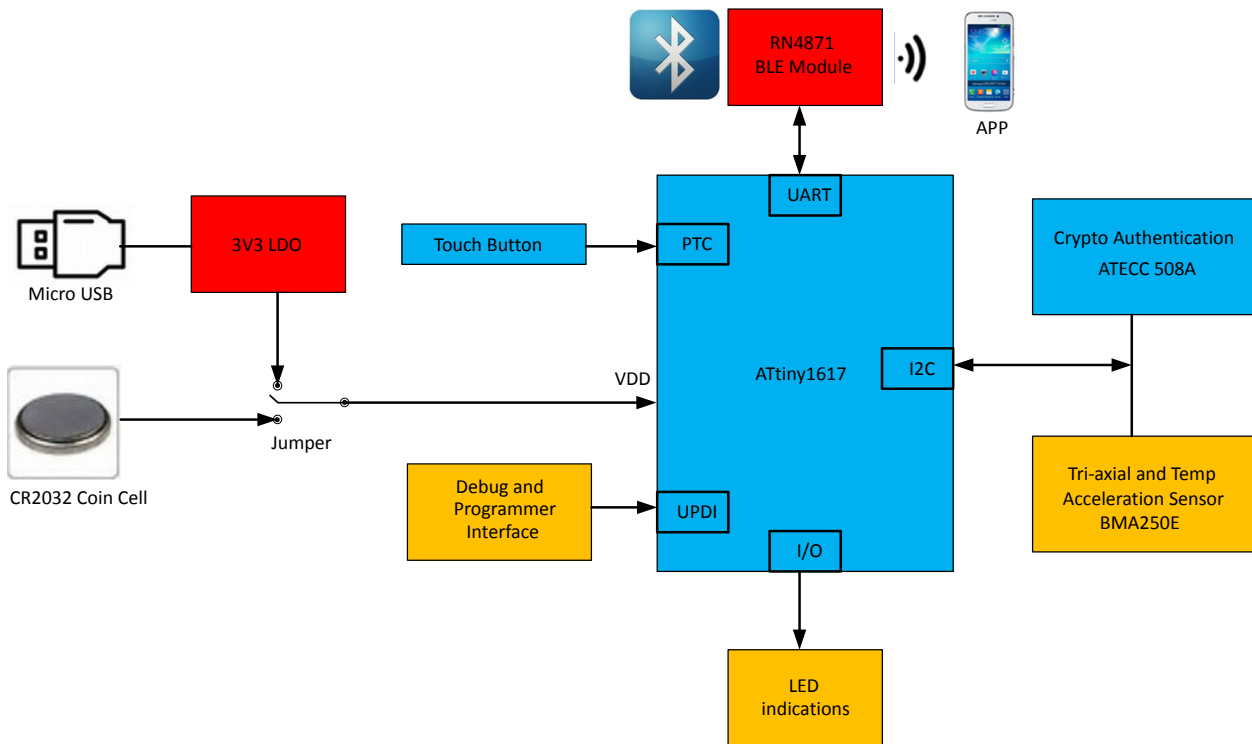 RN4871
BLE Module
APP
UART
3V3 LDO
Micro USB
Touch Button
PTC
Crypto Authentication
ATECC 508A
I2C
ATtiny1617
VDD
Jumper
CR2032 Coin Cell
Debug and
Programmer
Interface
UPDI
Tri-axial and Temp
Acceleration Sensor
BMA250E
I/O
LED
indications